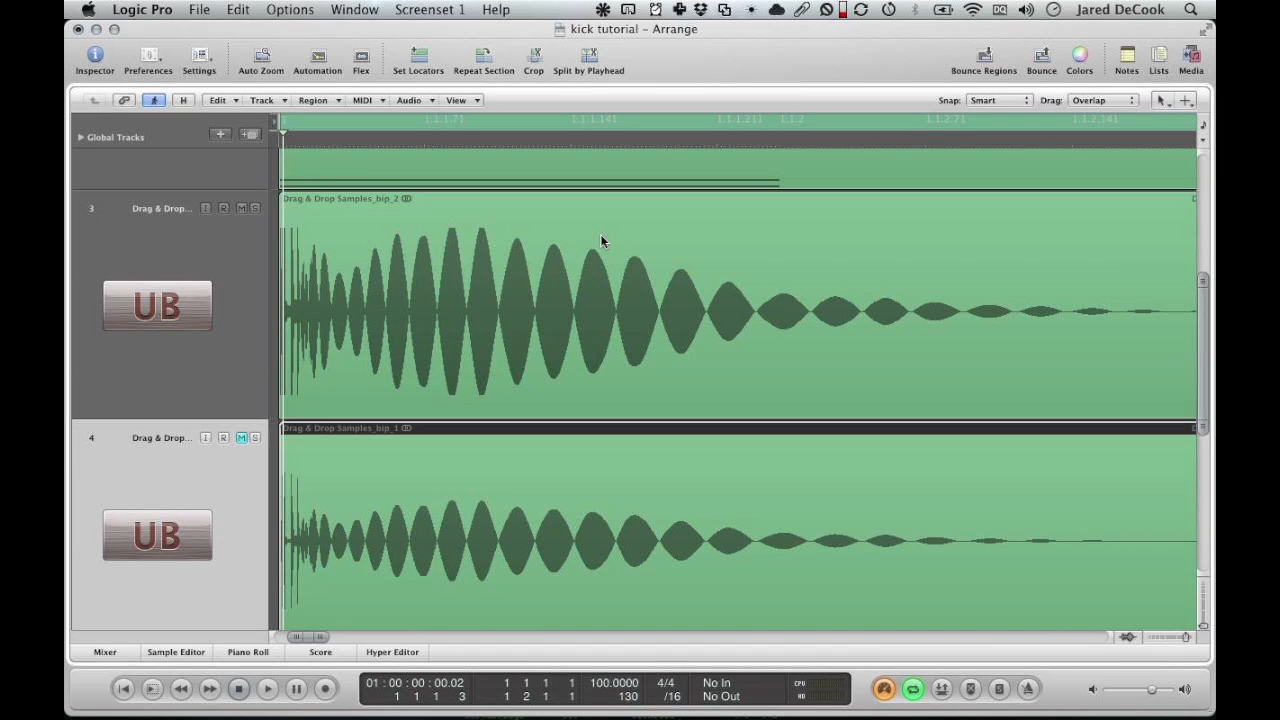 Logic Pro File Edit Options Window Screenset 1 Help Jared DeCook
kick tutorial – Arrange
Inspector Preferences Settings Auto Zoom Automation Flex Set Locators Repeat Section Crop Split by Playhead Bounce Regions Bounce Colors Notes Lists Media
H Edit Track Region MIDI Audio View Snap: Smart Drag: Overlap
1 1.1.1.71 1.1.1.141 1.1.1.211 1.1.2 1.1.2.71 1.1.2.141
Global Tracks
Drag & Drop Samples_bip_2
3 Drag & Drop... I R M S
UB
Drag & Drop Samples_bip_1
4 Drag & Drop... I R M S
UB
Mixer Sample Editor Piano Roll Score Hyper Editor
01 : 00 : 00 : 00.02 1 1 1 1 100.0000 4/4 No In CPU
1 1 1 3 1 2 1 1 130 /16 No Out HD